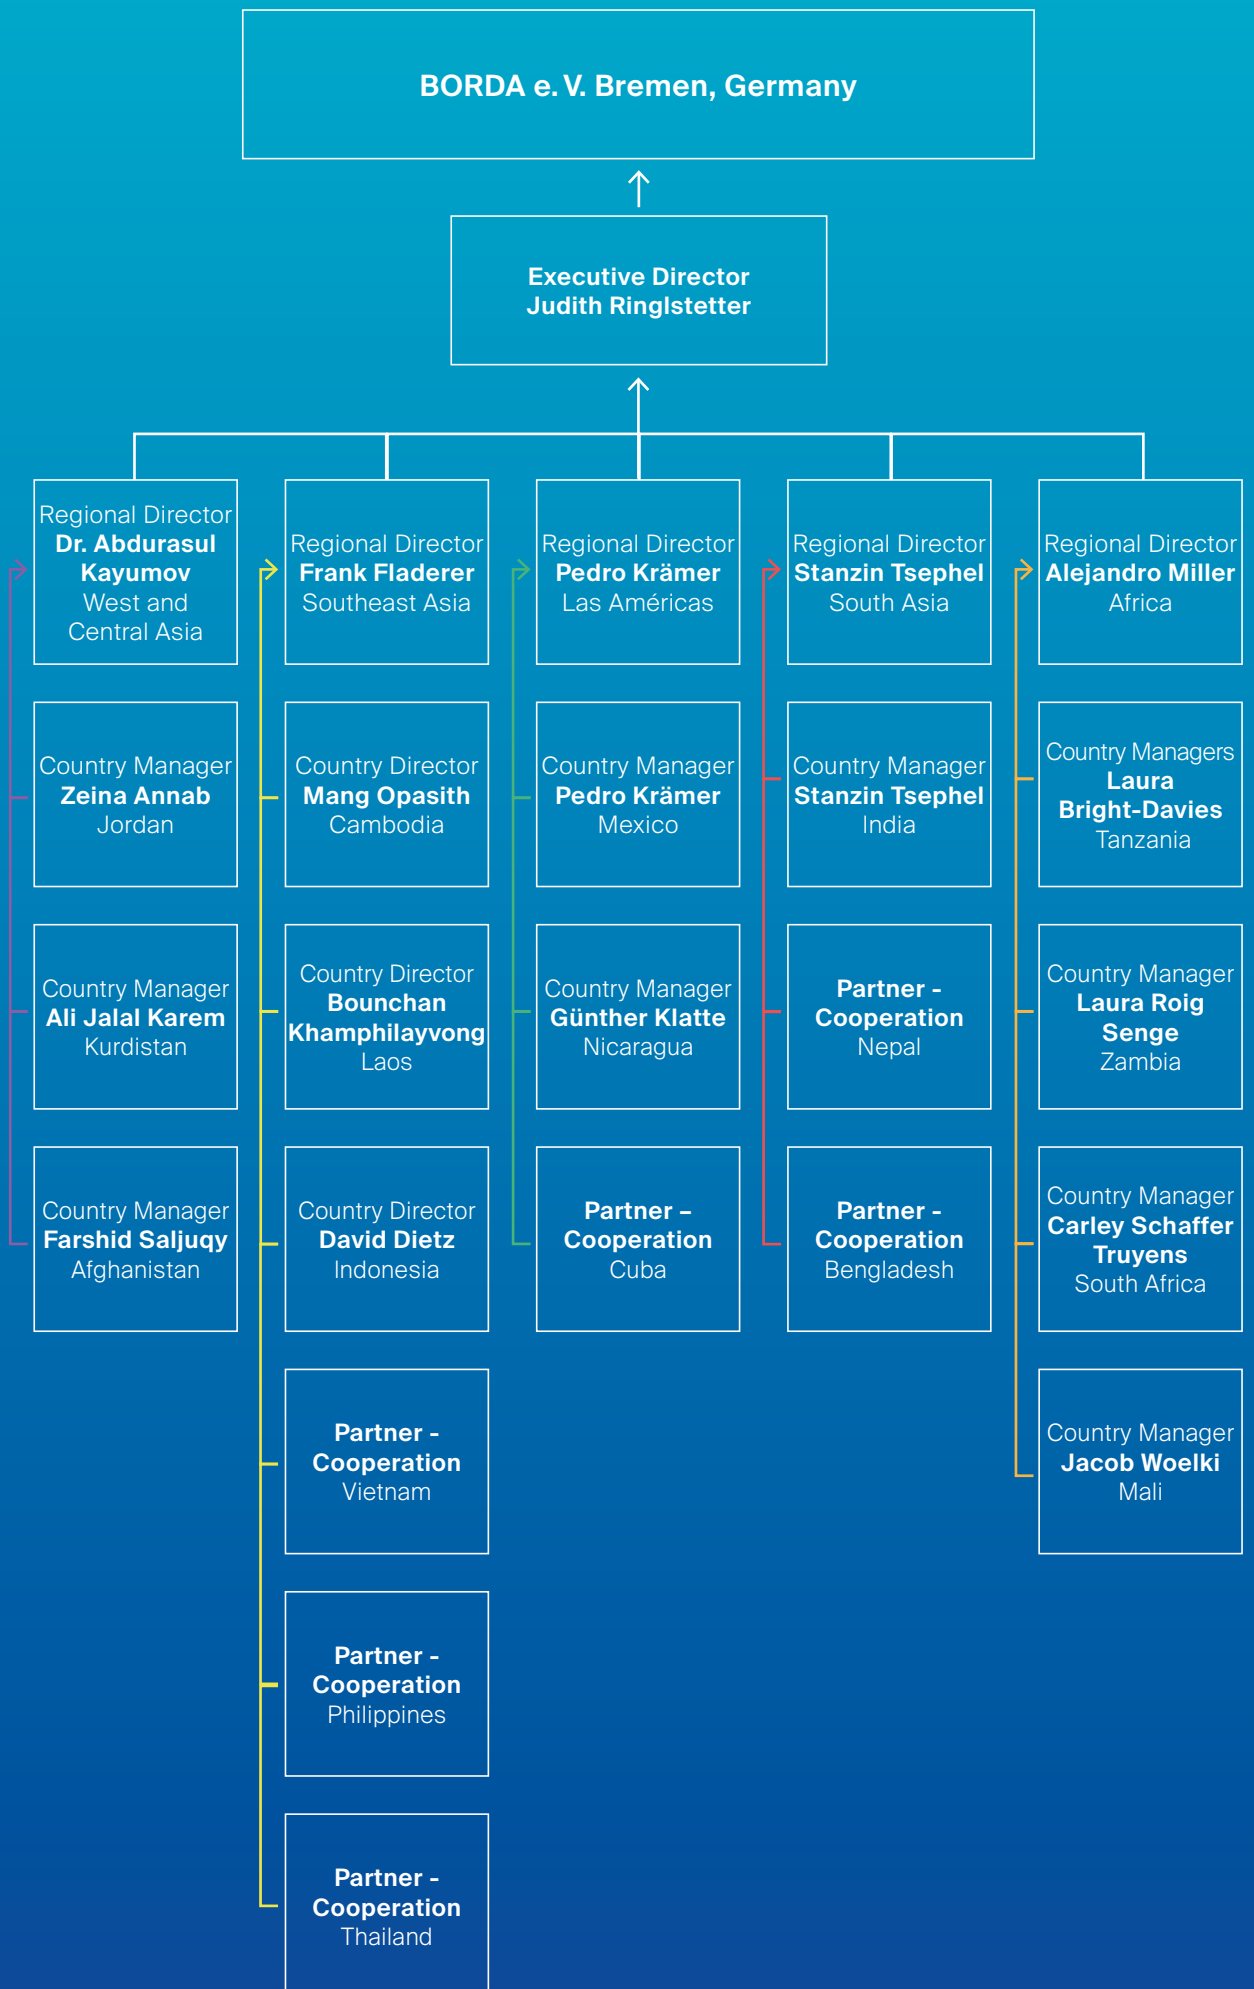 BORDA e. V. Bremen, Germany
Executive Director
Judith Ringlstetter
Regional Director
Dr. Abdurasul
Kayumov
West and
Central Asia
Country Manager
Zeina Annab
Jordan
Country Manager
Ali Jalal Karem
Kurdistan
Country Manager
Farshid Saljuqy
Afghanistan
Regional Director
Frank Fladerer
Southeast Asia
Country Director
Mang Opasith
Cambodia
Country Director
Bounchan
Khamphilayvong
Laos
Country Director
David Dietz
Indonesia
Partner -
Cooperation
Vietnam
Partner -
Cooperation
Philippines
Partner -
Cooperation
Thailand
Regional Director
Pedro Krämer
Las Américas
Country Manager
Pedro Krämer
Mexico
Country Manager
Günther Klatte
Nicaragua
Partner –
Cooperation
Cuba
Regional Director
Stanzin Tsephel
South Asia
Country Manager
Stanzin Tsephel
India
Partner -
Cooperation
Nepal
Partner -
Cooperation
Bengladesh
Regional Director
Alejandro Miller
Africa
Country Managers
Laura
Bright-Davies
Tanzania
Country Manager
Laura Roig
Senge
Zambia
Country Manager
Carley Schaffer
Truyens
South Africa
Country Manager
Jacob Woelki
Mali